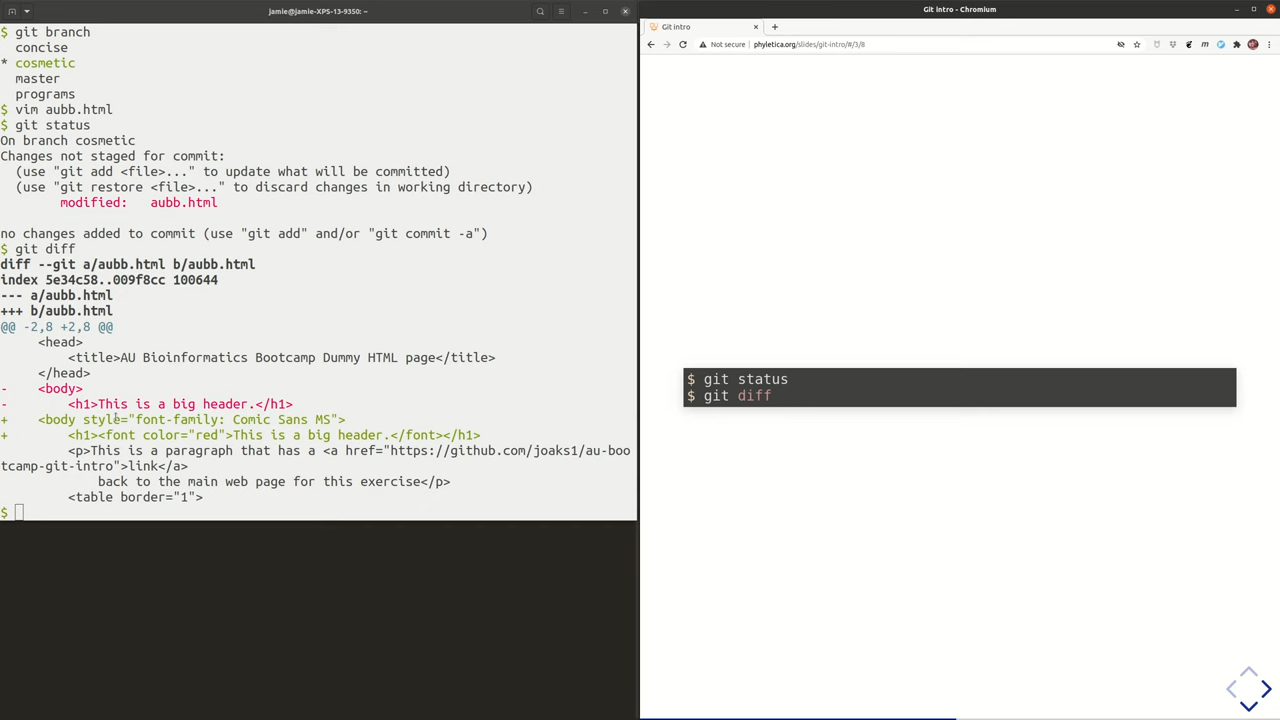 jamie@jamie-XPS-13-9350: ~
$ git branch
  concise
* cosmetic
  master
  programs
$ vim aubb.html
$ git status
On branch cosmetic
Changes not staged for commit:
  (use "git add <file>..." to update what will be committed)
  (use "git restore <file>..." to discard changes in working directory)
        modified:   aubb.html

no changes added to commit (use "git add" and/or "git commit -a")
$ git diff
diff --git a/aubb.html b/aubb.html
index 5e34c58..009f8cc 100644
--- a/aubb.html
+++ b/aubb.html
@@ -2,8 +2,8 @@
     <head>
         <title>AU Bioinformatics Bootcamp Dummy HTML page</title>
     </head>
-    <body>
-        <h1>This is a big header.</h1>
+    <body style="font-family: Comic Sans MS">
+        <h1><font color="red">This is a big header.</font></h1>
         <p>This is a paragraph that has a <a href="https://github.com/joaks1/au-boo
tcamp-git-intro">link</a>
             back to the main web page for this exercise</p>
         <table border="1">
$
Git intro - Chromium
Git intro
Not secure
phyletica.org/slides/git-intro/#/3/8
$ git status
$ git diff